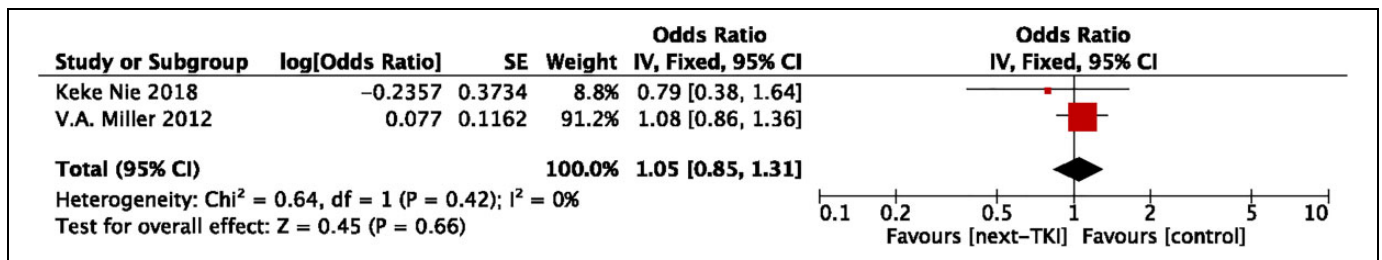 Odds Ratio Odds Ratio
Study or Subgroup log[Odds Ratio] SE Weight IV, Fixed, 95% CI IV, Fixed, 95% CI
Keke Nie 2018 −0.2357 0.3734 8.8% 0.79 [0.38, 1.64]
V.A. Miller 2012 0.077 0.1162 91.2% 1.08 [0.86, 1.36]
Total (95% CI) 100.0% 1.05 [0.85, 1.31]
Heterogeneity: Chi² = 0.64, df = 1 (P = 0.42); I² = 0%
Test for overall effect: Z = 0.45 (P = 0.66)
0.1 0.2 0.5 1 2 5 10
Favours [next−TKI] Favours [control]